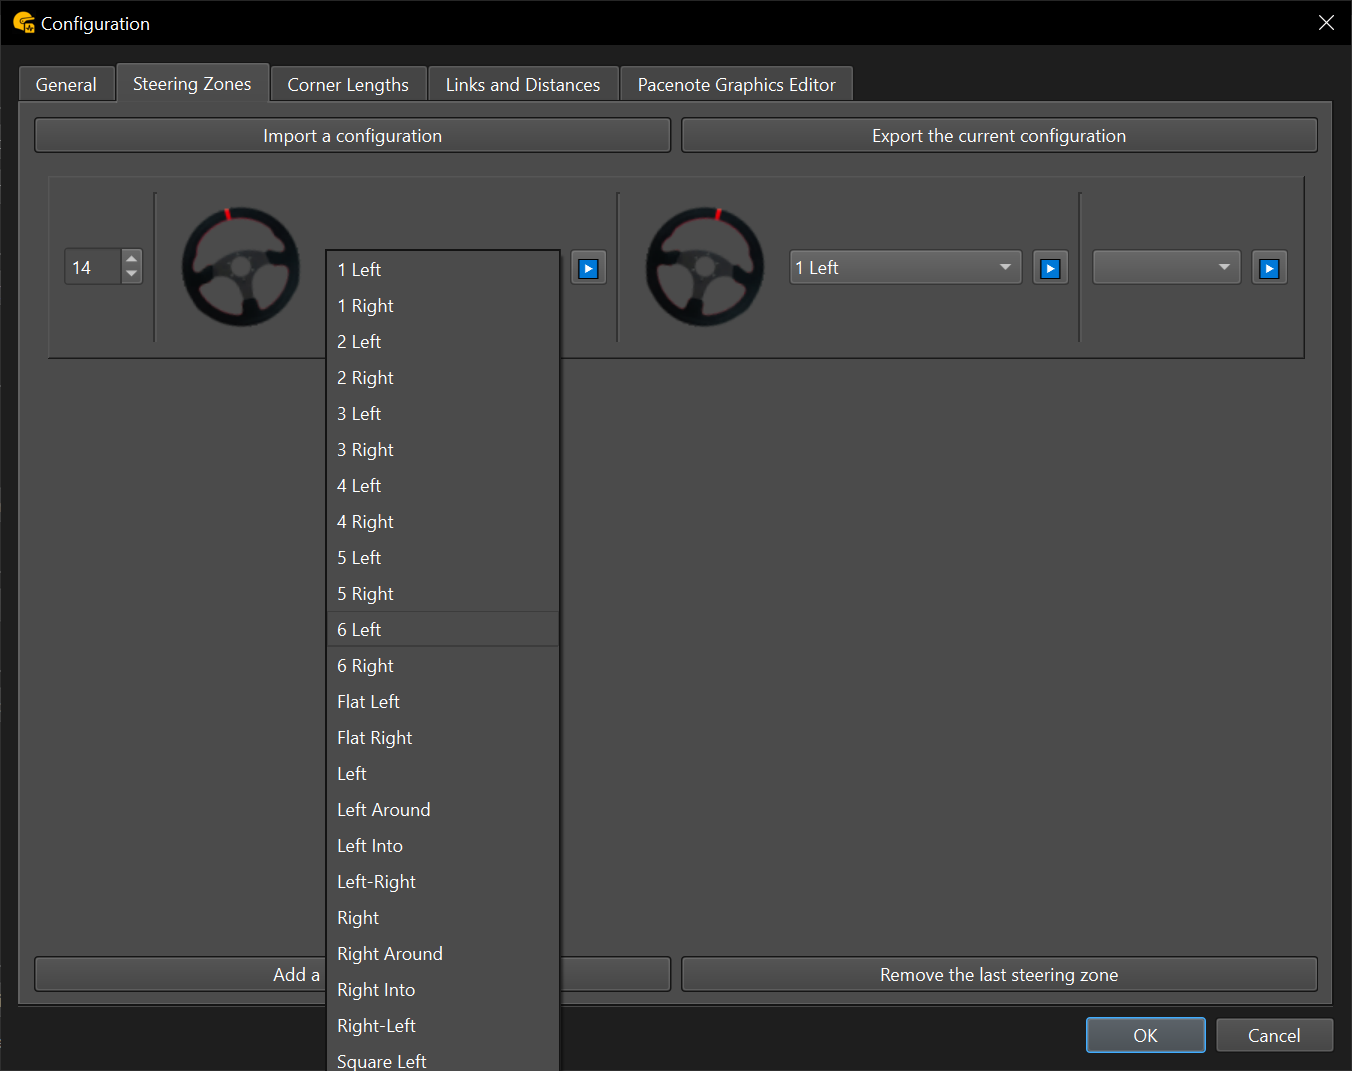 Configuration
General
Steering Zones
Corner Lengths
Links and Distances
Pacenote Graphics Editor
Import a configuration
Export the current configuration
14
1 Left
1 Right
2 Left
2 Right
3 Left
3 Right
4 Left
4 Right
5 Left
5 Right
6 Left
6 Right
Flat Left
Flat Right
Left
Left Around
Left Into
Left-Right
Right
Right Around
Right Into
Right-Left
Square Left
1 Left
Add a
Remove the last steering zone
OK
Cancel